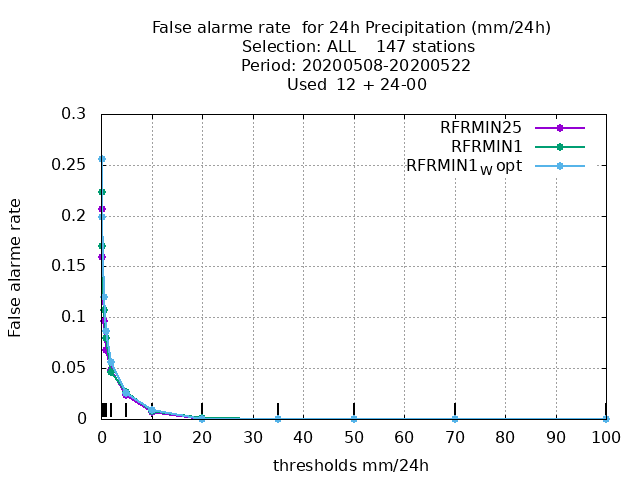 False alarme rate  for 24h Precipitation (mm/24h)
Selection: ALL    147 stations
Period: 20200508-20200522
Used  12 + 24-00
RFRMIN25
RFRMIN1
RFRMIN1W opt
False alarme rate
0.3
0.25
0.2
0.15
0.1
0.05
0
0 10 20 30 40 50 60 70 80 90 100
thresholds mm/24h